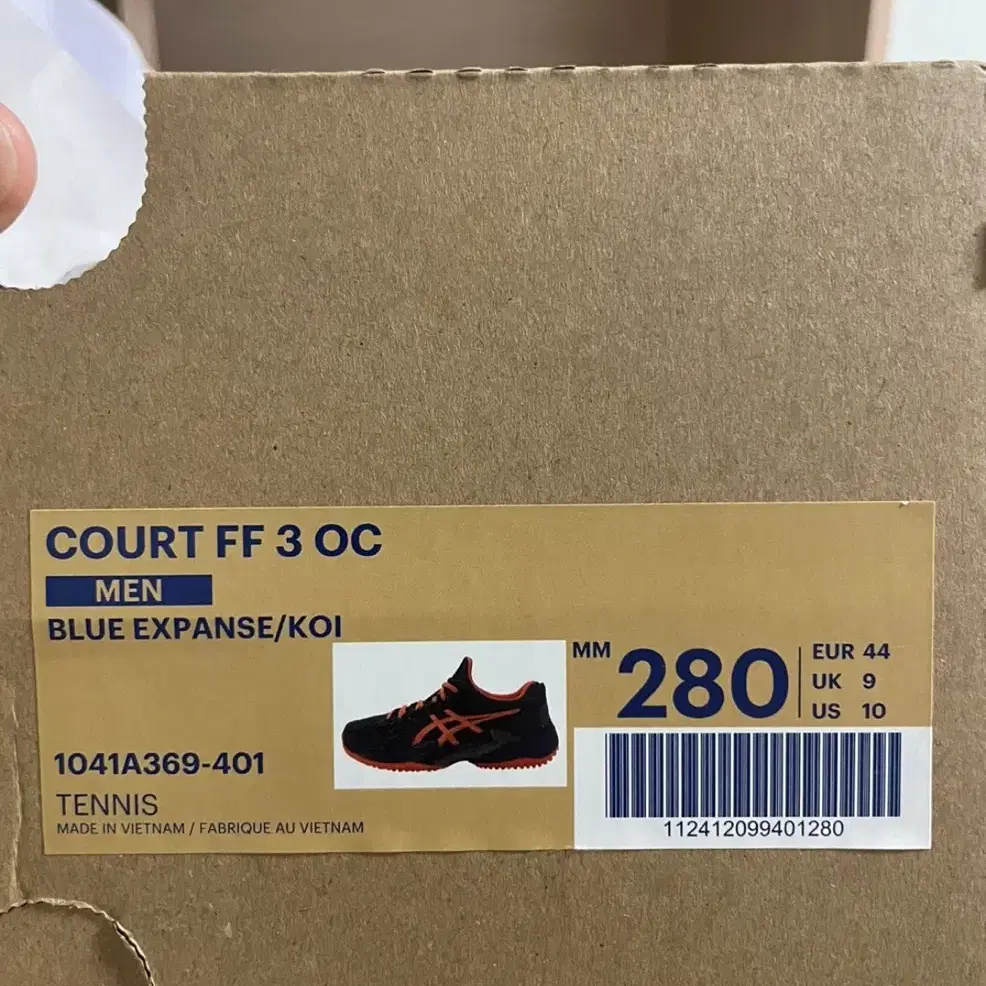 COURT FF 3 OC
MEN
BLUE EXPANSE/KOI
MM 280
EUR 44
UK 9
US 10
1041A369-401
TENNIS
MADE IN VIETNAM / FABRIQUE AU VIETNAM
112412099401280